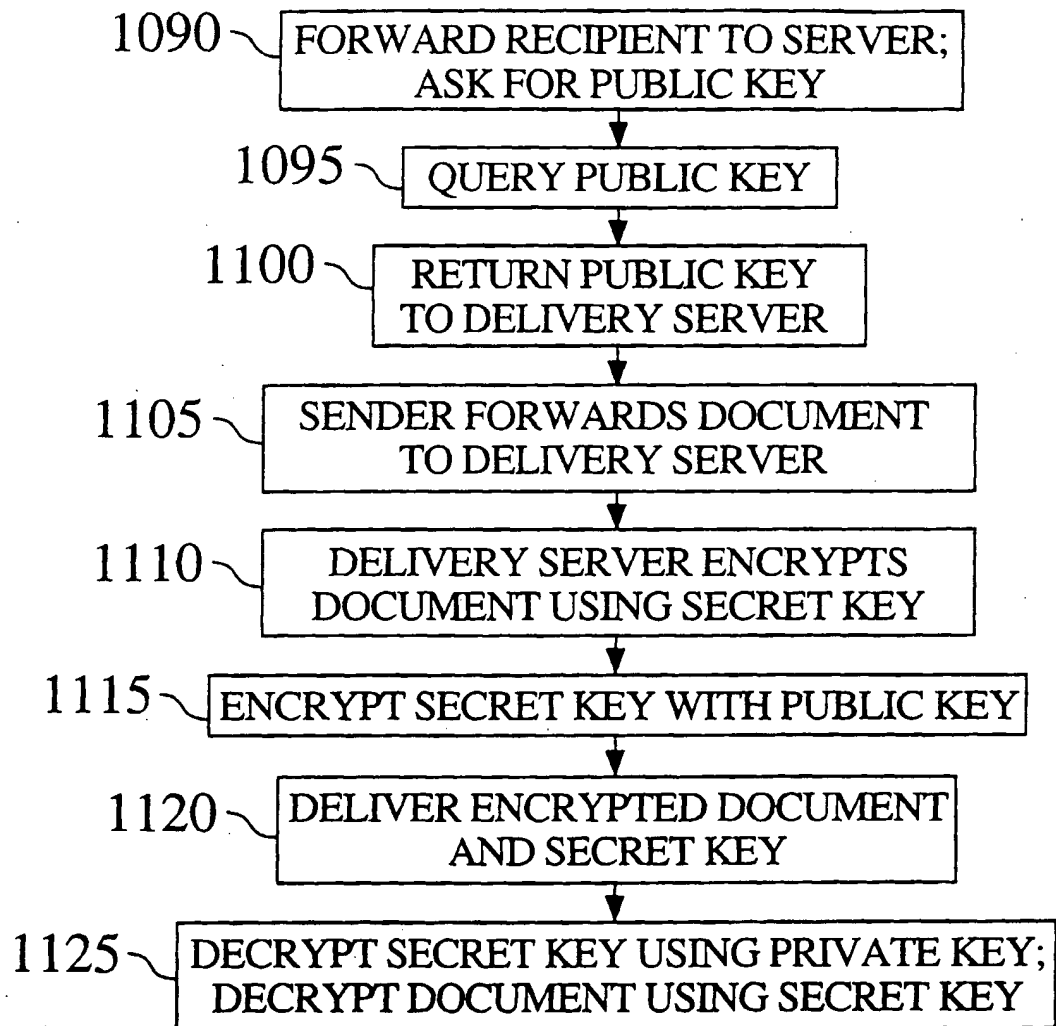 1090
FORWARD RECIPIENT TO SERVER;
ASK FOR PUBLIC KEY
1095
QUERY PUBLIC KEY
1100
RETURN PUBLIC KEY
TO DELIVERY SERVER
1105
SENDER FORWARDS DOCUMENT
TO DELIVERY SERVER
1110
DELIVERY SERVER ENCRYPTS
DOCUMENT USING SECRET KEY
1115
ENCRYPT SECRET KEY WITH PUBLIC KEY
1120
DELIVER ENCRYPTED DOCUMENT
AND SECRET KEY
1125
DECRYPT SECRET KEY USING PRIVATE KEY;
DECRYPT DOCUMENT USING SECRET KEY